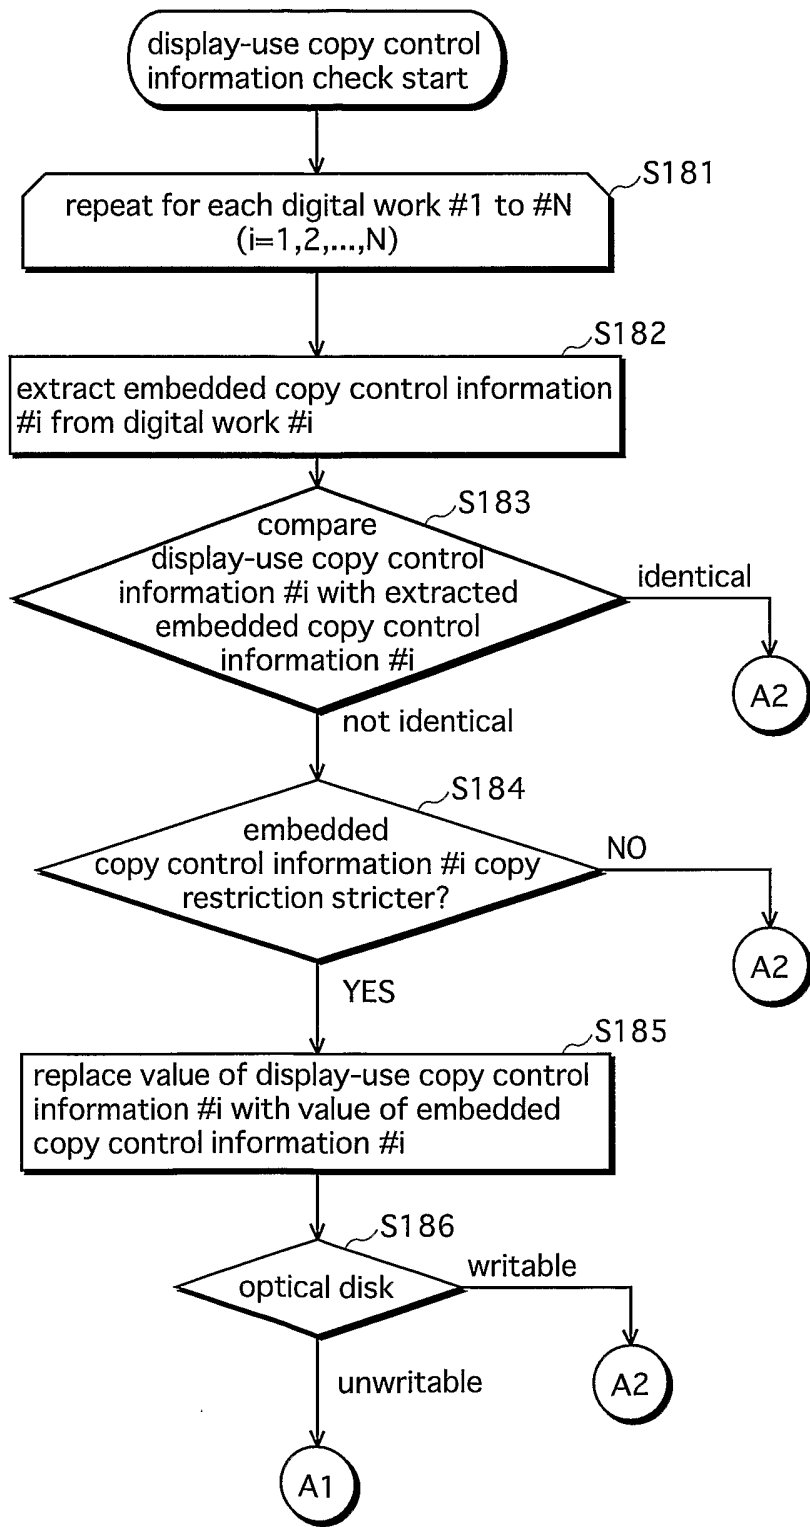 display-use copy control
information check start
S181
repeat for each digital work #1 to #N
(i=1,2,...,N)
S182
extract embedded copy control information
#i from digital work #i
S183
compare
display-use copy control
information #i with extracted
embedded copy control
information #i
identical
A2
not identical
S184
embedded
copy control information #i copy
restriction stricter?
NO
A2
YES
S185
replace value of display-use copy control
information #i with value of embedded
copy control information #i
S186
optical disk
writable
A2
unwritable
A1